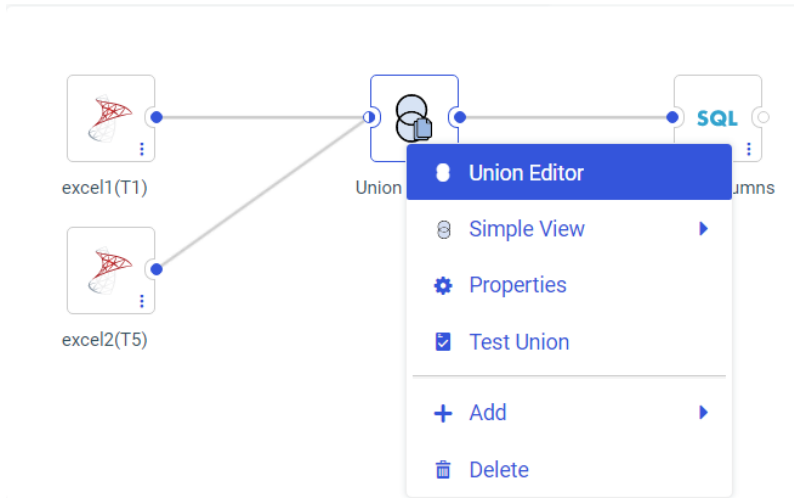 SQL
excel1(T1)
Union
umns
Union Editor
Simple View
Properties
excel2(T5)
Test Union
Add
Delete